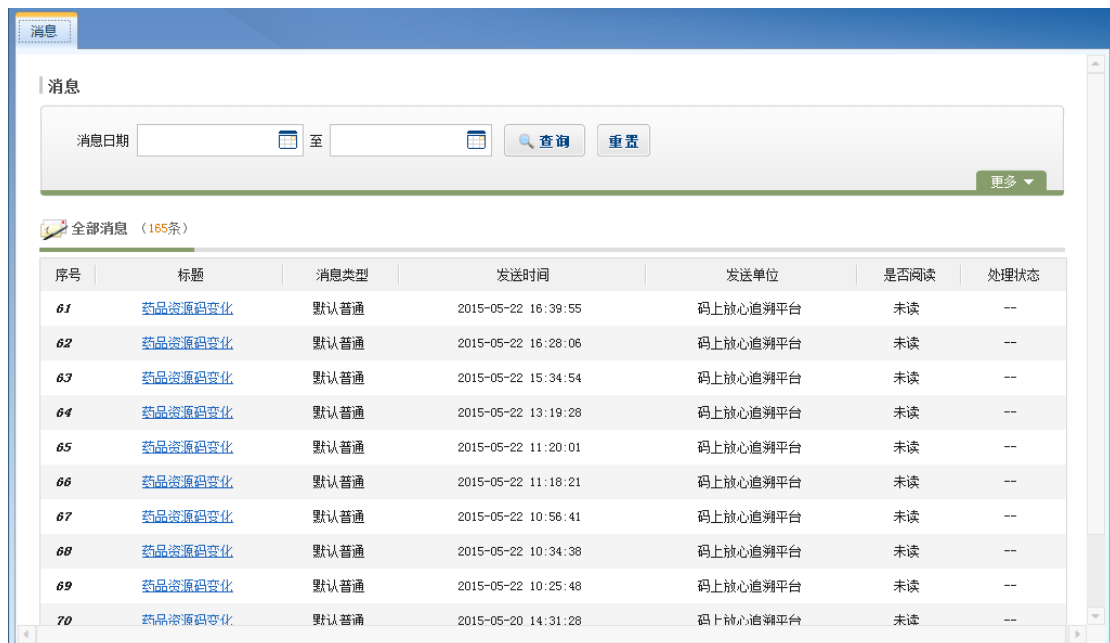 消息
消息
消息日期 至 查询 重置
更多
全部消息 （165条）
序号 标题 消息类型 发送时间 发送单位 是否阅读 处理状态
61 药品资源码变化 默认普通 2015-05-22 16:39:55 码上放心追溯平台 未读 --
62 药品资源码变化 默认普通 2015-05-22 16:28:06 码上放心追溯平台 未读 --
63 药品资源码变化 默认普通 2015-05-22 15:34:54 码上放心追溯平台 未读 --
64 药品资源码变化 默认普通 2015-05-22 13:19:28 码上放心追溯平台 未读 --
65 药品资源码变化 默认普通 2015-05-22 11:20:01 码上放心追溯平台 未读 --
66 药品资源码变化 默认普通 2015-05-22 11:18:21 码上放心追溯平台 未读 --
67 药品资源码变化 默认普通 2015-05-22 10:56:41 码上放心追溯平台 未读 --
68 药品资源码变化 默认普通 2015-05-22 10:34:38 码上放心追溯平台 未读 --
69 药品资源码变化 默认普通 2015-05-22 10:25:48 码上放心追溯平台 未读 --
70 药品资源码变化 默认普通 2015-05-20 14:31:28 码上放心追溯平台 未读 --